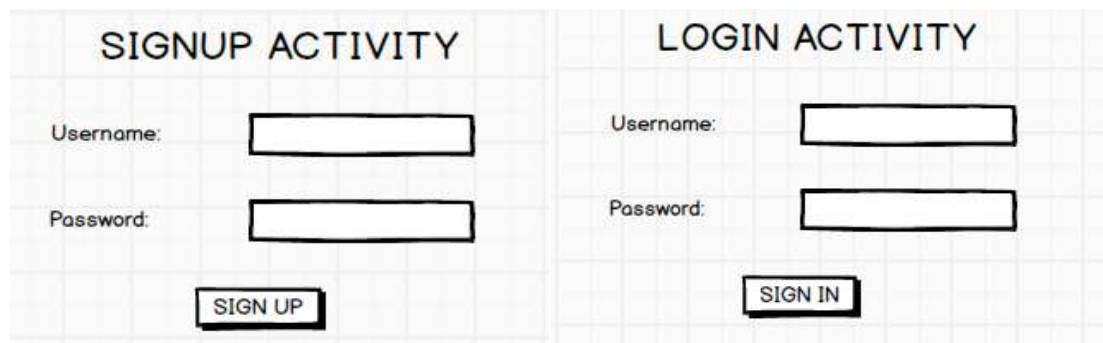 SIGNUP ACTIVITY
Username:
Password:
SIGN UP
LOGIN ACTIVITY
Username:
Password:
SIGN IN